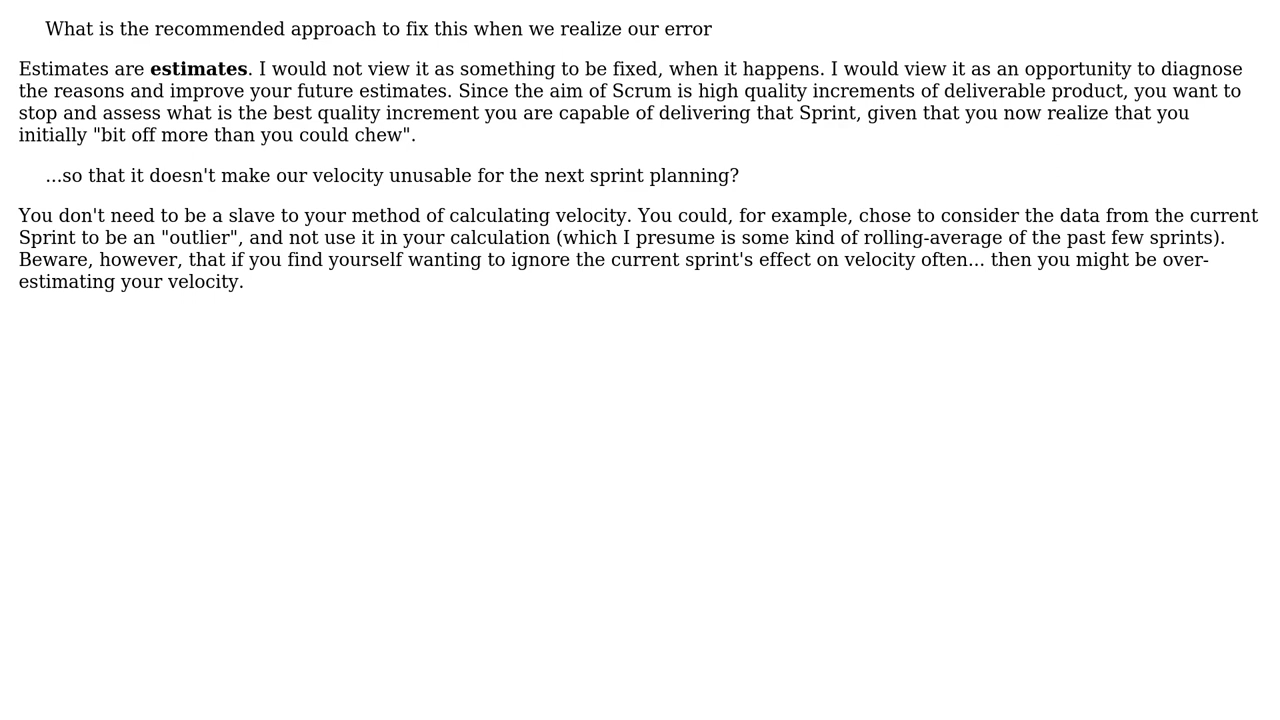 What is the recommended approach to fix this when we realize our error
Estimates are estimates. I would not view it as something to be fixed, when it happens. I would view it as an opportunity to diagnose
the reasons and improve your future estimates. Since the aim of Scrum is high quality increments of deliverable product, you want to
stop and assess what is the best quality increment you are capable of delivering that Sprint, given that you now realize that you
initially "bit off more than you could chew".
...so that it doesn't make our velocity unusable for the next sprint planning?
You don't need to be a slave to your method of calculating velocity. You could, for example, chose to consider the data from the current
Sprint to be an "outlier", and not use it in your calculation (which I presume is some kind of rolling-average of the past few sprints).
Beware, however, that if you find yourself wanting to ignore the current sprint's effect on velocity often... then you might be over-
estimating your velocity.